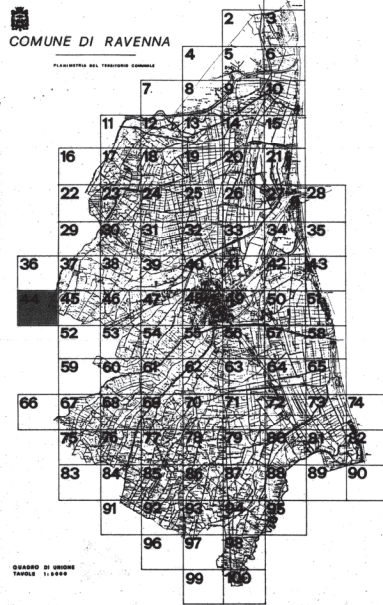 COMUNE DI RAVENNA
PLANIMETRIA DEL TERRITORIO COMUNALE
2 3
4 5 6
7 8 9 10
11 12 13 14 15
16 17 18 19 20 21
22 23 24 25 26 27 28
29 30 31 32 33 34 35
36 37 38 39 40 41 42 43
44 45 46 47 48 49 50 51
52 53 54 55 56 57 58
59 60 61 62 63 64 65
66 67 68 69 70 71 72 73 74
75 76 77 78 79 80 81 82
83 84 85 86 87 88 89 90
91 92 93 94 95
96 97 98
99 100
QUADRO DI UNIONE
TAVOLE 1:5000